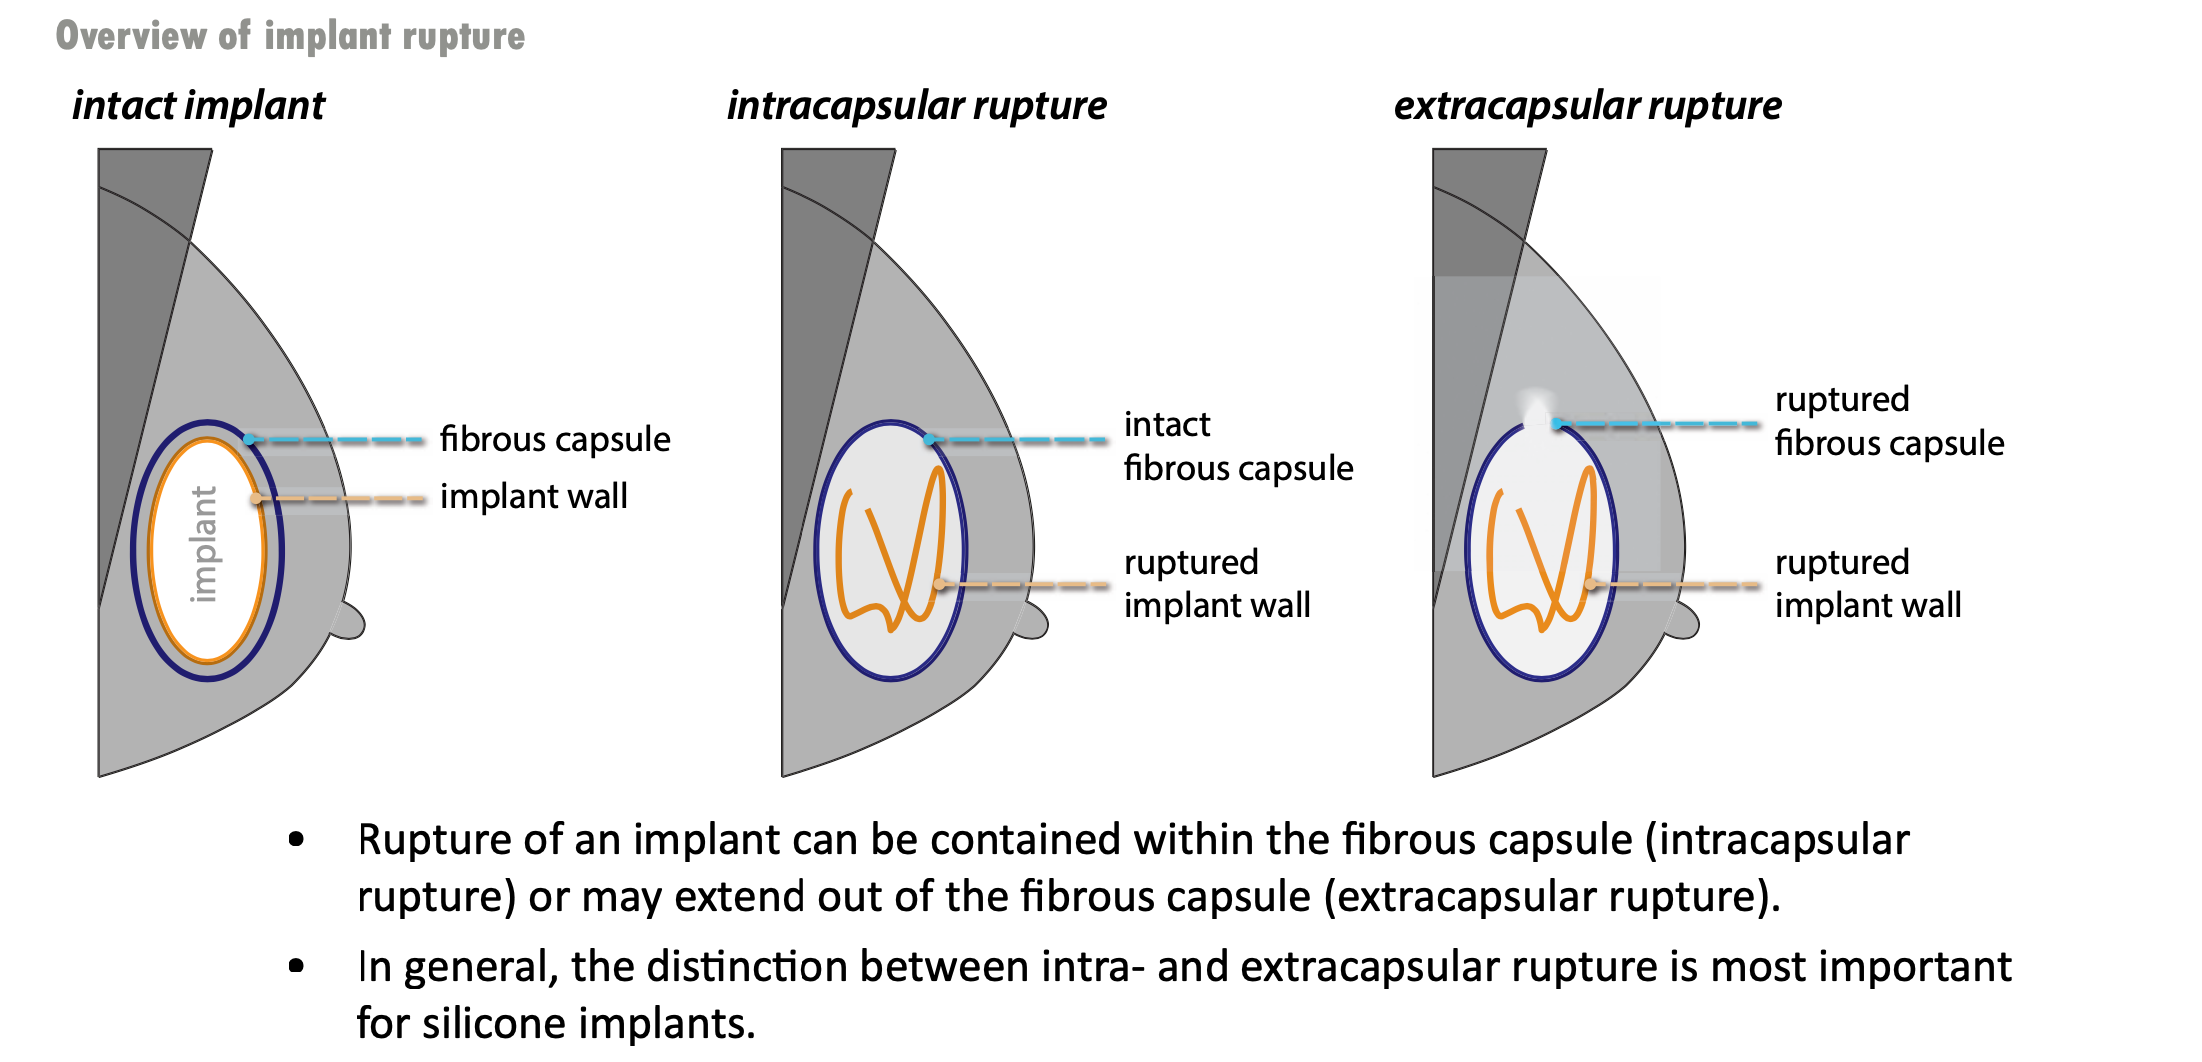 Overview of implant rupture
intact implant
intracapsular rupture
extracapsular rupture
fibrous capsule
implant wall
implant
intact
fibrous capsule
ruptured
implant wall
ruptured
fibrous capsule
ruptured
implant wall
• Rupture of an implant can be contained within the fibrous capsule (intracapsular
rupture) or may extend out of the fibrous capsule (extracapsular rupture).
• In general, the distinction between intra- and extracapsular rupture is most important
for silicone implants.